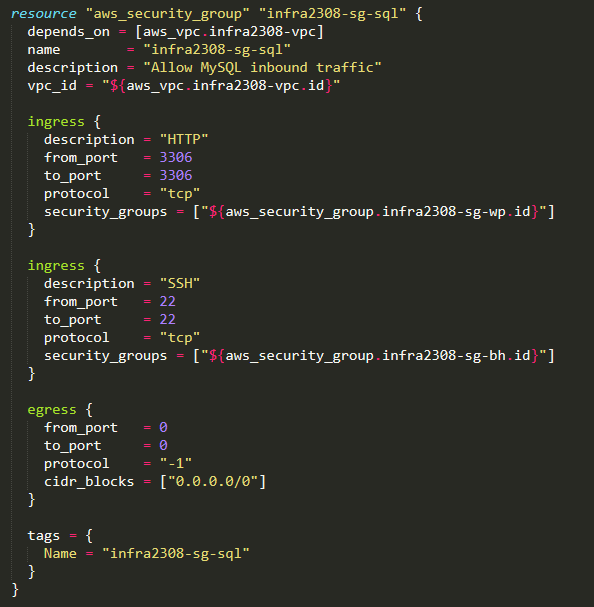 resource "aws_security_group" "infra2308-sg-sql" {
  depends_on = [aws_vpc.infra2308-vpc]
  name        = "infra2308-sg-sql"
  description = "Allow MySQL inbound traffic"
  vpc_id = "${aws_vpc.infra2308-vpc.id}"

  ingress {
    description = "HTTP"
    from_port   = 3306
    to_port     = 3306
    protocol    = "tcp"
    security_groups = ["${aws_security_group.infra2308-sg-wp.id}"]
  }

  ingress {
    description = "SSH"
    from_port   = 22
    to_port     = 22
    protocol    = "tcp"
    security_groups = ["${aws_security_group.infra2308-sg-bh.id}"]
  }

  egress {
    from_port   = 0
    to_port     = 0
    protocol    = "-1"
    cidr_blocks = ["0.0.0.0/0"]
  }

  tags = {
    Name = "infra2308-sg-sql"
  }
}